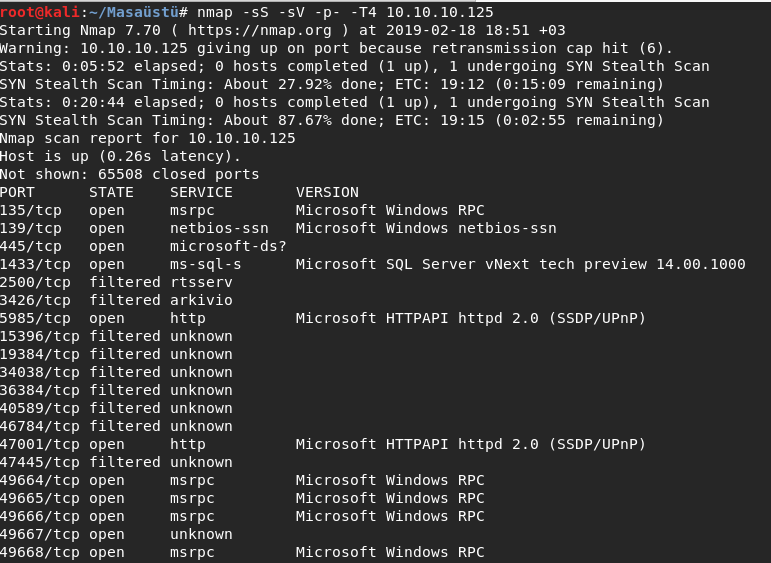 root@kali:~/Masaüstü# nmap -sS -sV -p- -T4 10.10.10.125
Starting Nmap 7.70 ( https://nmap.org ) at 2019-02-18 18:51 +03
Warning: 10.10.10.125 giving up on port because retransmission cap hit (6).
Stats: 0:05:52 elapsed; 0 hosts completed (1 up), 1 undergoing SYN Stealth Scan
SYN Stealth Scan Timing: About 27.92% done; ETC: 19:12 (0:15:09 remaining)
Stats: 0:20:44 elapsed; 0 hosts completed (1 up), 1 undergoing SYN Stealth Scan
SYN Stealth Scan Timing: About 87.67% done; ETC: 19:15 (0:02:55 remaining)
Nmap scan report for 10.10.10.125
Host is up (0.26s latency).
Not shown: 65508 closed ports
PORT      STATE    SERVICE       VERSION
135/tcp   open     msrpc         Microsoft Windows RPC
139/tcp   open     netbios-ssn   Microsoft Windows netbios-ssn
445/tcp   open     microsoft-ds?
1433/tcp  open     ms-sql-s      Microsoft SQL Server vNext tech preview 14.00.1000
2500/tcp  filtered rtsserv
3426/tcp  filtered arkivio
5985/tcp  open     http          Microsoft HTTPAPI httpd 2.0 (SSDP/UPnP)
15396/tcp filtered unknown
19384/tcp filtered unknown
34038/tcp filtered unknown
36384/tcp filtered unknown
40589/tcp filtered unknown
46784/tcp filtered unknown
47001/tcp open     http          Microsoft HTTPAPI httpd 2.0 (SSDP/UPnP)
47445/tcp filtered unknown
49664/tcp open     msrpc         Microsoft Windows RPC
49665/tcp open     msrpc         Microsoft Windows RPC
49666/tcp open     msrpc         Microsoft Windows RPC
49667/tcp open     unknown
49668/tcp open     msrpc         Microsoft Windows RPC